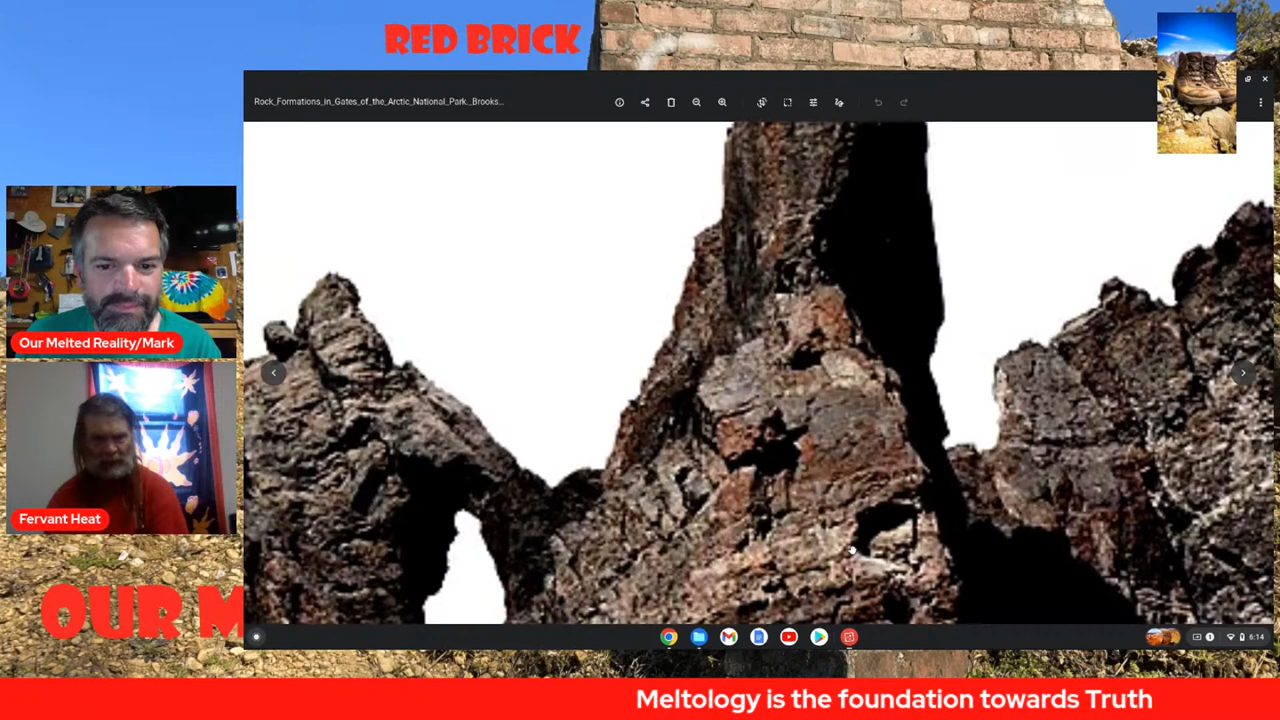 RED BRICK
Rock_Formations_in_Gates_of_the_Arctic_National_Park._Brooks...
Our Melted Reality/Mark
Fervant Heat
OUR M
6:14
Meltology is the foundation towards Truth